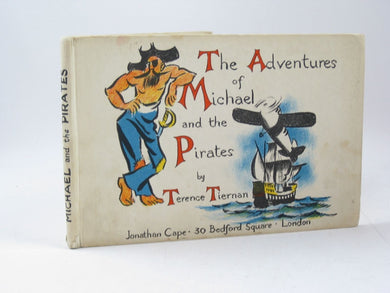 MICHAEL and the PIRATES
The Adventures
of
Michael
and the
Pirates
by
Terence Tiernan
Jonathan Cape · 30 Bedford Square · London